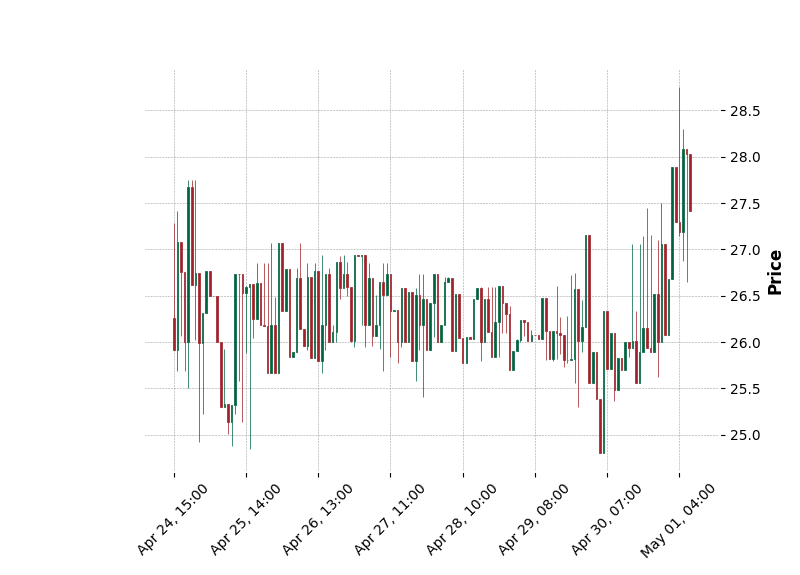 28.5
28.0
27.5
27.0
26.5
26.0
25.5
25.0
Price
Apr 24, 15:00
Apr 25, 14:00
Apr 26, 13:00
Apr 27, 11:00
Apr 28, 10:00
Apr 29, 08:00
Apr 30, 07:00
May 01, 04:00